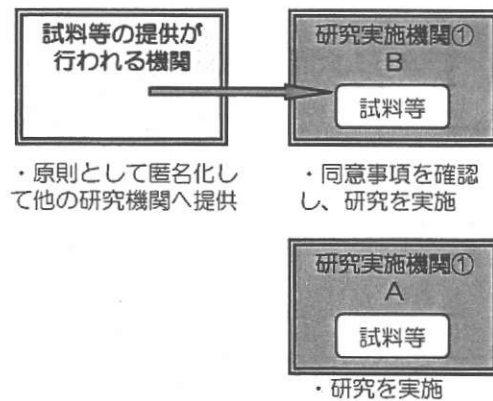 試料等の提供が
行われる機関
・原則として匿名化し
て他の研究機関へ提供
研究実施機関①
B
試料等
・同意事項を確認
し、研究を実施
研究実施機関①
A
試料等
・研究を実施